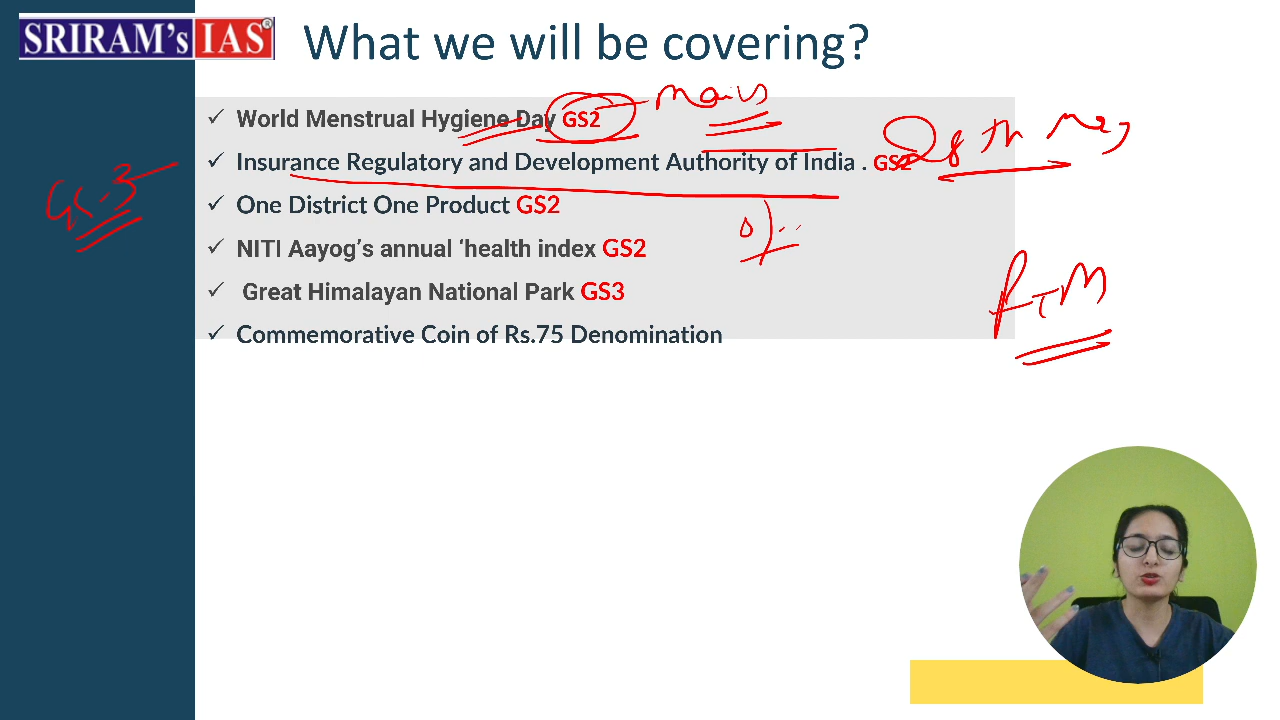 SRIRAM's IAS®
What we will be covering?
✓ World Menstrual Hygiene Day GS2
mains
✓ Insurance Regulatory and Development Authority of India . GS2
28th may
GS-3
✓ One District One Product GS2
✓ NITI Aayog's annual ‘health index GS2
✓ Great Himalayan National Park GS3
✓ Commemorative Coin of Rs.75 Denomination